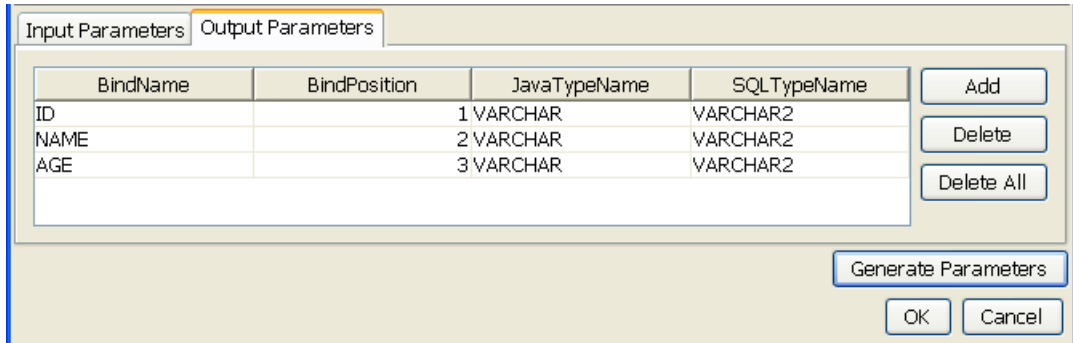 Input Parameters Output Parameters
BindName BindPosition JavaTypeName SQLTypeName Add
ID 1 VARCHAR VARCHAR2
NAME 2 VARCHAR VARCHAR2 Delete
AGE 3 VARCHAR VARCHAR2
Delete All
Generate Parameters
OK Cancel